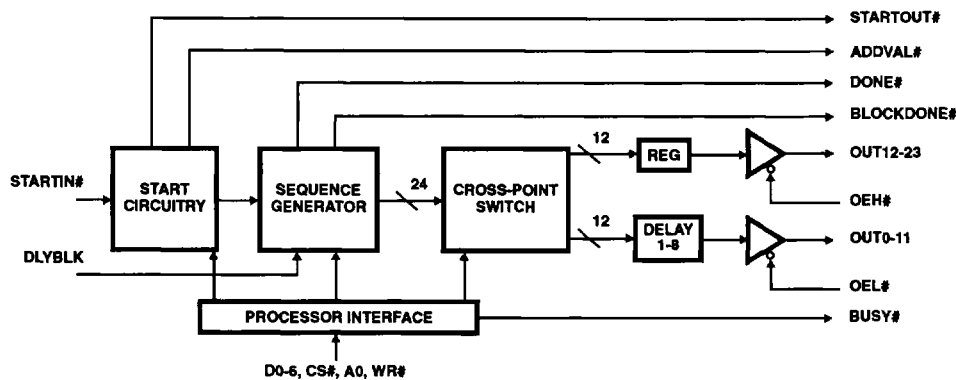 STARTOUT#
ADDVAL#
DONE#
BLOCKDONE#
12
REG
OUT12-23
STARTIN#
START
CIRCUITRY
SEQUENCE
GENERATOR
24
CROSS-POINT
SWITCH
OEH#
12
DELAY
1-8
OUT0-11
DLYBLK
OEL#
PROCESSOR INTERFACE
BUSY#
D0-6, CS#, A0, WR#